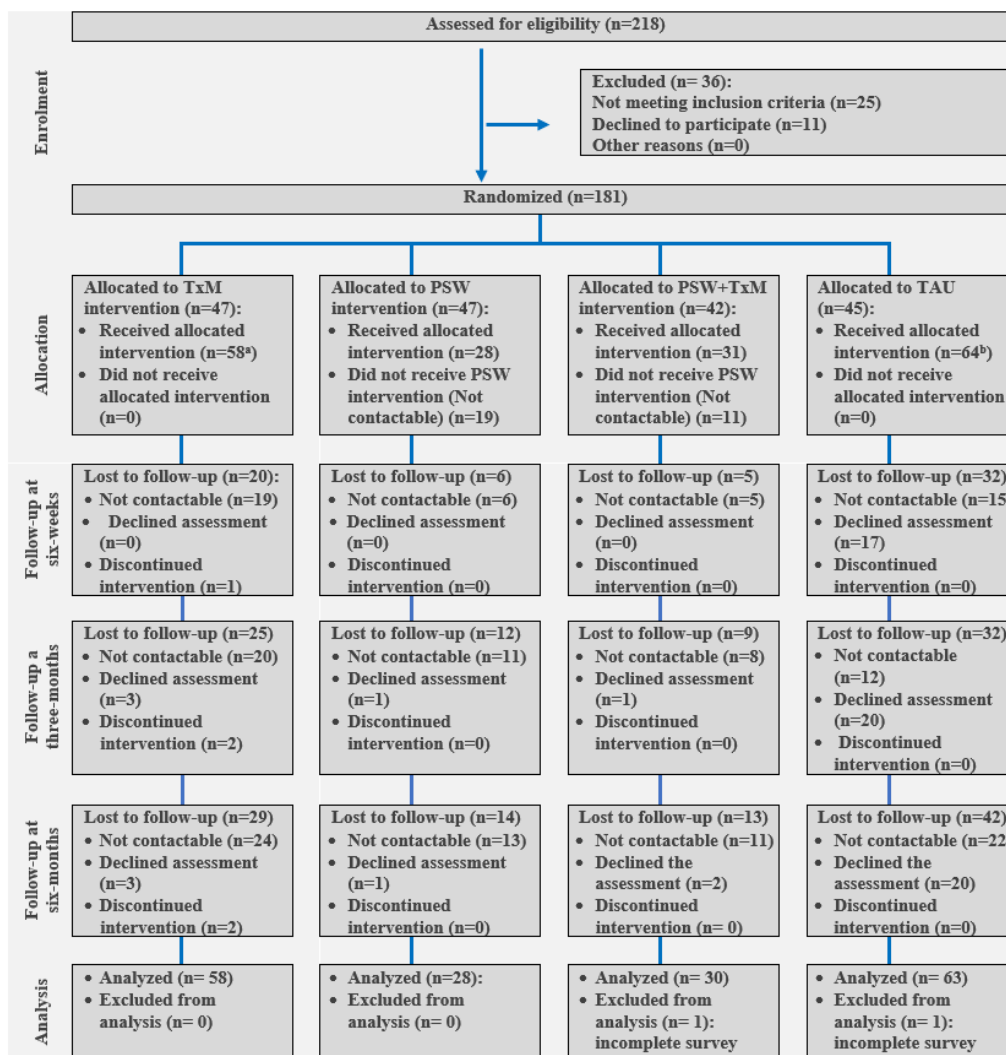 Assessed for eligibility (n=218)
Enrolment
Excluded (n= 36):
Not meeting inclusion criteria (n=25)
Declined to participate (n=11)
Other reasons (n=0)
Randomized (n=181)
Allocation
Allocated to TxM
intervention (n=47):
• Received allocated
intervention (n=58ᵃ)
• Did not receive
allocated intervention
(n=0)
Allocated to PSW
intervention (n=47):
• Received allocated
intervention (n=28)
• Did not receive PSW
intervention (Not
contactable) (n=19)
Allocated to PSW+TxM
intervention (n=42):
• Received allocated
intervention (n=31)
• Did not receive PSW
intervention (Not
contactable) (n=11)
Allocated to TAU
(n=45):
• Received allocated
intervention (n=64ᵇ)
• Did not receive
allocated intervention
(n=0)
Follow-up at
six-weeks
Lost to follow-up (n=20):
• Not contactable (n=19)
• Declined assessment
(n=0)
• Discontinued
intervention (n=1)
Lost to follow-up (n=6)
• Not contactable (n=6)
• Declined assessment
(n=0)
• Discontinued
intervention (n=0)
Lost to follow-up (n=5)
• Not contactable (n=5)
• Declined assessment
(n=0)
• Discontinued
intervention (n=0)
Lost to follow-up (n=32)
• Not contactable (n=15
• Declined assessment
(n=17)
• Discontinued
intervention (n=0)
Follow-up a
three-months
Lost to follow-up (n=25)
• Not contactable (n=20)
• Declined assessment
(n=3)
• Discontinued
intervention (n=2)
Lost to follow-up (n=12)
• Not contactable (n=11)
• Declined assessment
(n=1)
• Discontinued
intervention (n=0)
Lost to follow-up (n=9)
• Not contactable (n=8)
• Declined assessment
(n=1)
• Discontinued
intervention (n=0)
Lost to follow-up (n=32)
• Not contactable
(n=12)
• Declined assessment
(n=20)
• Discontinued
intervention (n=0)
Follow-up at
six-months
Lost to follow-up (n=29)
• Not contactable (n=24)
• Declined assessment
(n=3)
• Discontinued
intervention (n=2)
Lost to follow-up (n=14)
• Not contactable (n=13)
• Declined assessment
(n=1)
• Discontinued
intervention (n=0)
Lost to follow-up (n=13)
• Not contactable (n=11)
• Declined the
assessment (n=2)
• Discontinued
intervention (n= 0)
Lost to follow-up (n=42)
• Not contactable (n=22
• Declined the
assessment (n=20)
• Discontinued
intervention (n=0)
Analysis
• Analyzed (n= 58)
• Excluded from
analysis (n= 0)
• Analyzed (n=28):
• Excluded from
analysis (n= 0)
• Analyzed (n= 30)
• Excluded from
analysis (n= 1):
incomplete survey
• Analyzed (n= 63)
• Excluded from
analysis (n= 1):
incomplete survey